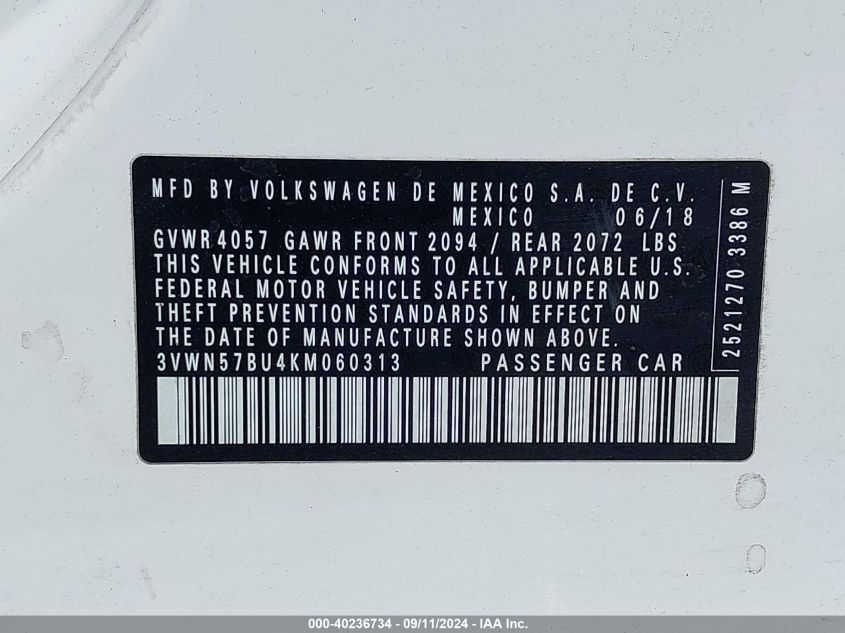 MFD BY VOLKSWAGEN DE MEXICO S.A. DE C.V.
MEXICO 06/18
GVWR 4057 GAWR FRONT 2094 / REAR 2072 LBS
THIS VEHICLE CONFORMS TO ALL APPLICABLE U.S.
FEDERAL MOTOR VEHICLE SAFETY, BUMPER AND
THEFT PREVENTION STANDARDS IN EFFECT ON
THE DATE OF MANUFACTURE SHOWN ABOVE.
3VWN57BU4KM060313 PASSENGER CAR
2521270 3386 M
000-40236734 - 09/11/2024 - IAA Inc.